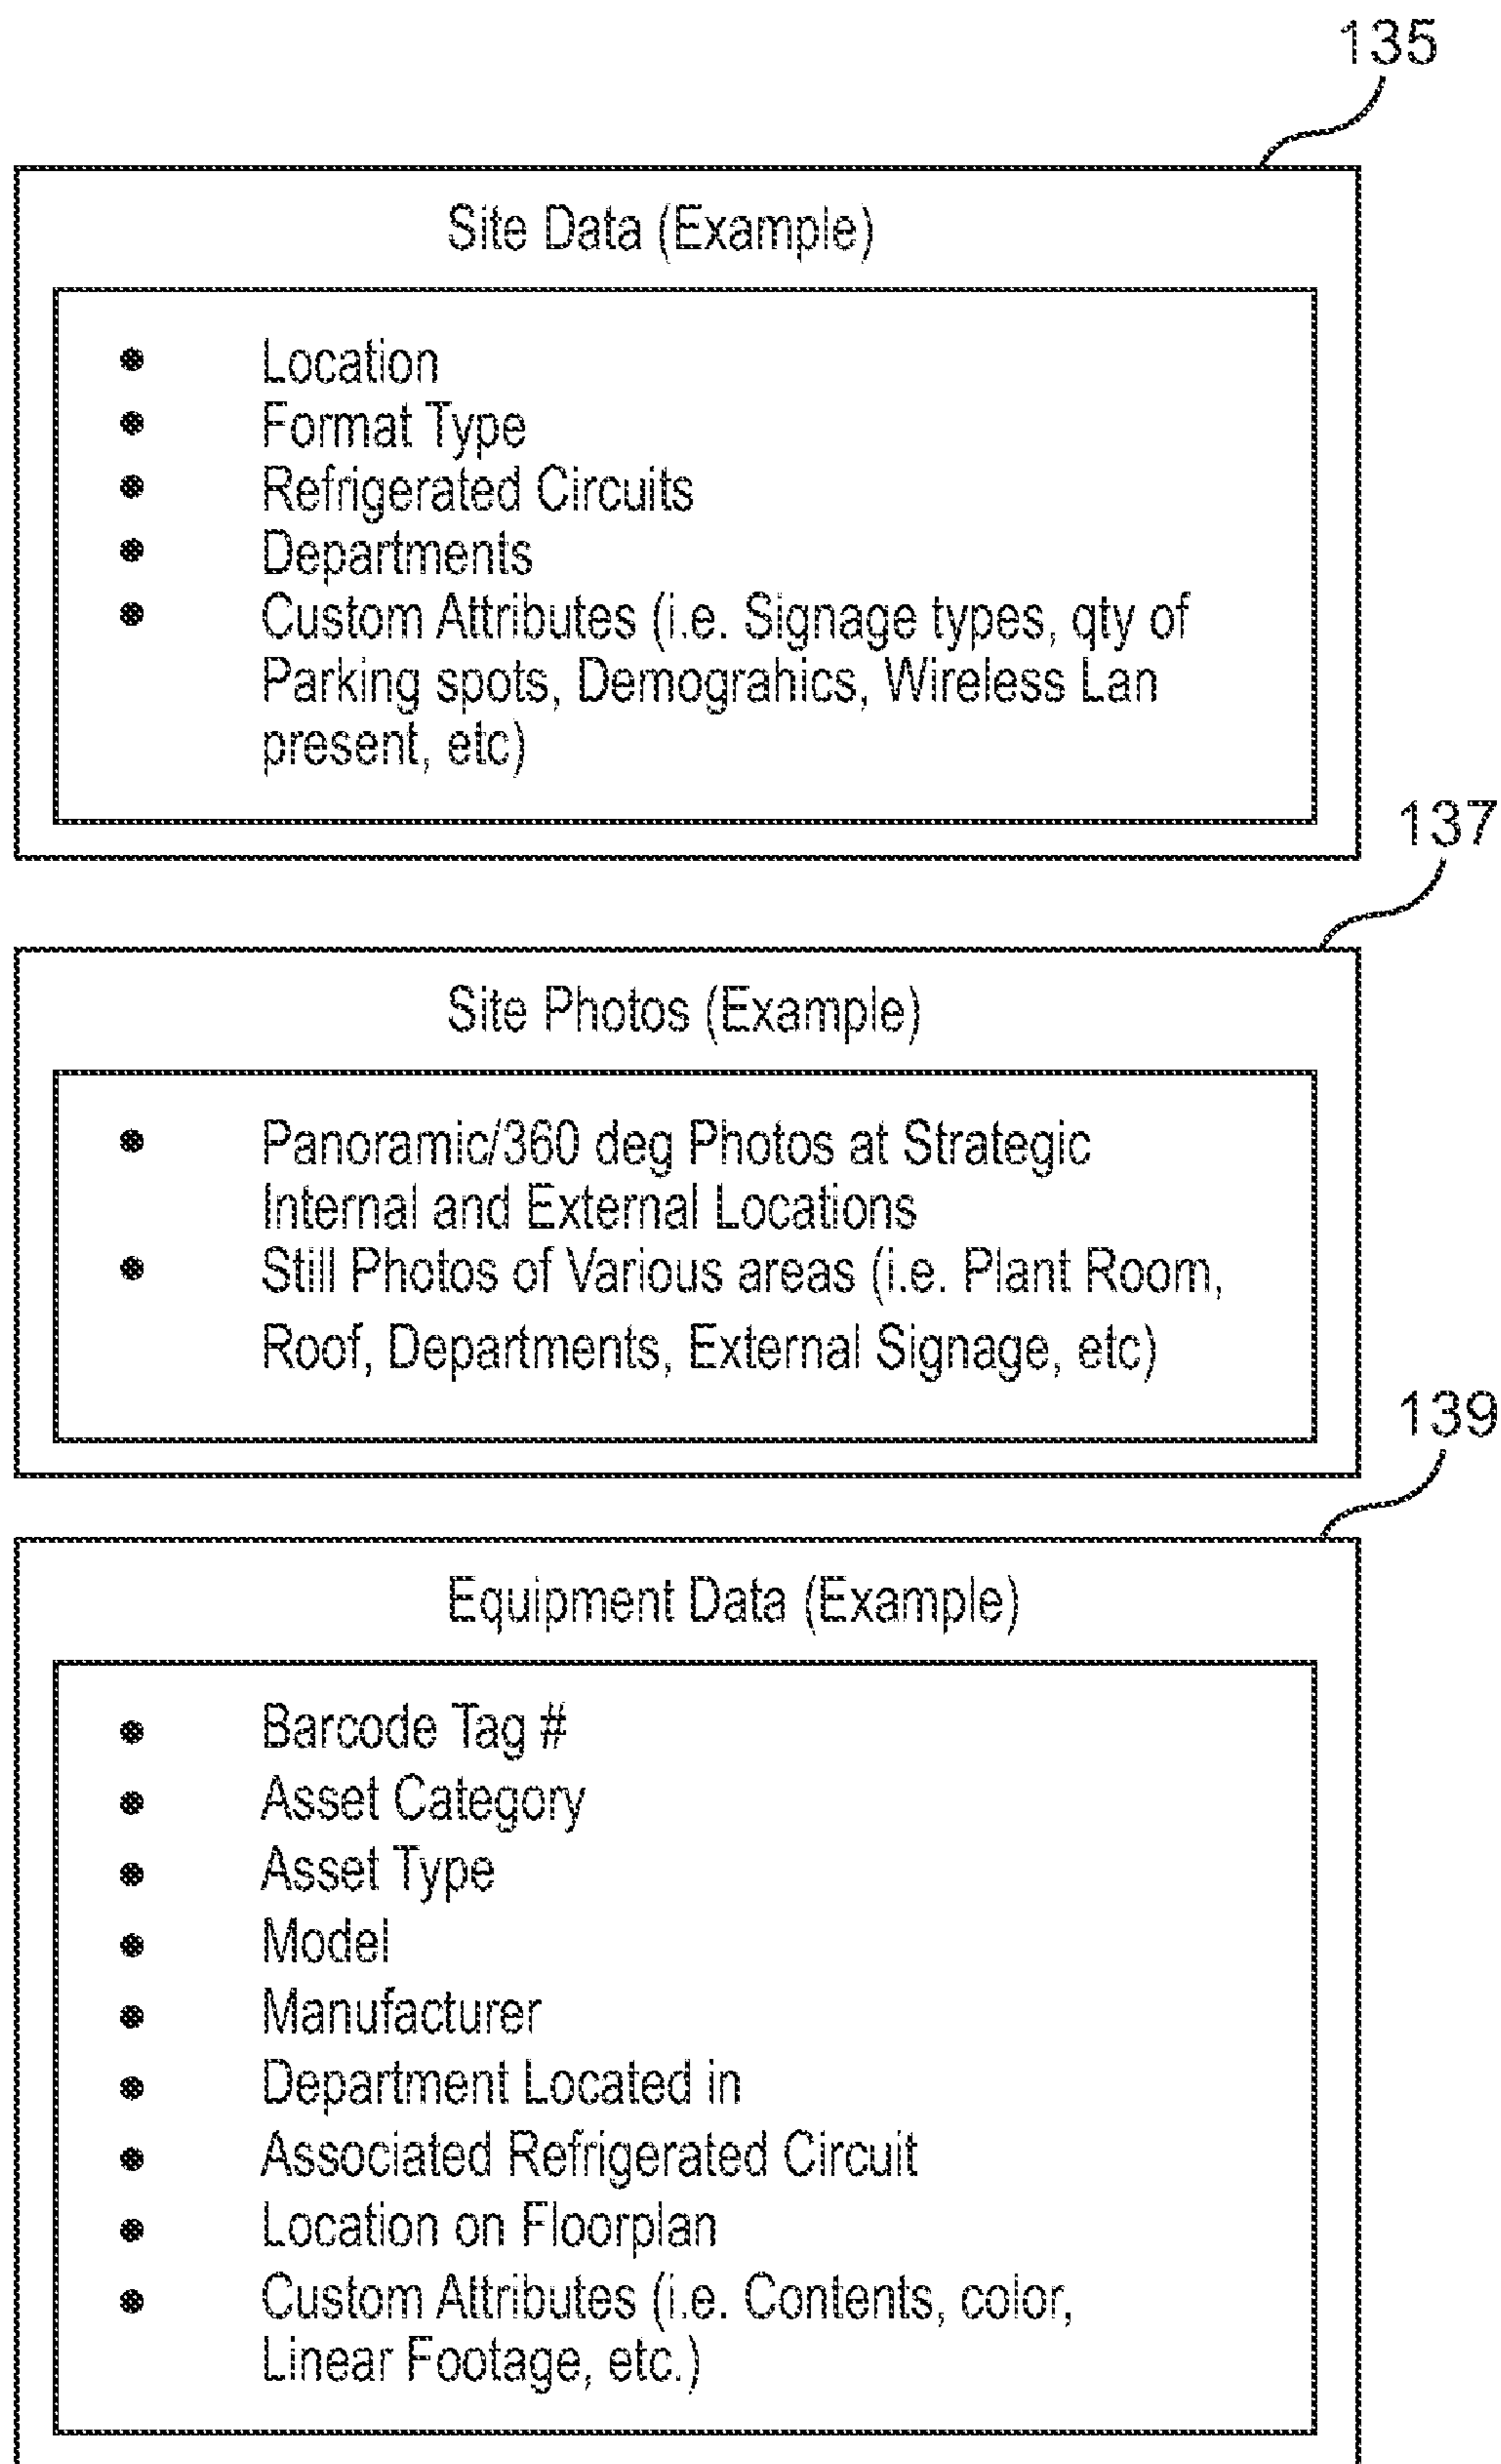 135
Site Data (Example)
• Location
• Format Type
• Refrigerated Circuits
• Departments
• Custom Attributes (i.e. Signage types, qty of
Parking spots, Demograhics, Wireless Lan
present, etc)
137
Site Photos (Example)
• Panoramic/360 deg Photos at Strategic
Internal and External Locations
• Still Photos of Various areas (i.e. Plant Room,
Roof, Departments, External Signage, etc)
139
Equipment Data (Example)
• Barcode Tag #
• Asset Category
• Asset Type
• Model
• Manufacturer
• Department Located in
• Associated Refrigerated Circuit
• Location on Floorplan
• Custom Attributes (i.e. Contents, color,
Linear Footage, etc.)